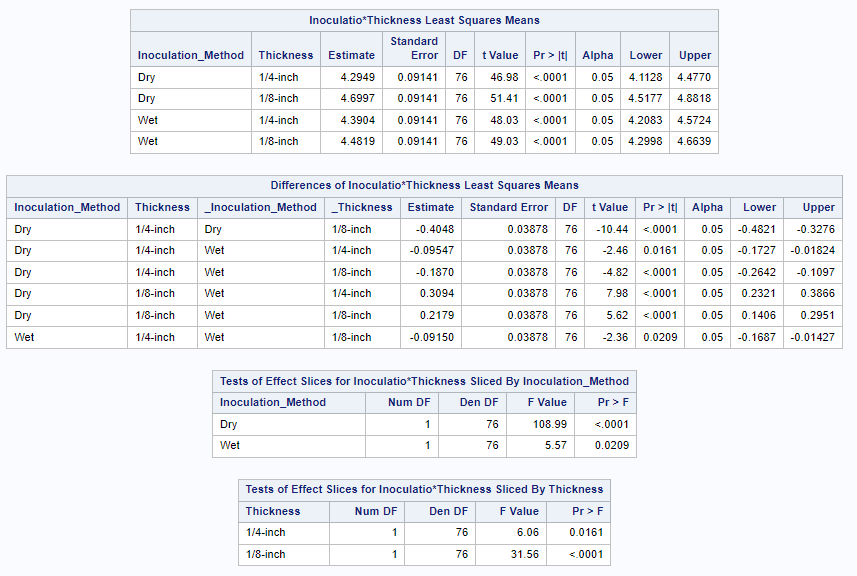 Inoculatio*Thickness Least Squares Means
Inoculation_Method Thickness Estimate Standard Error DF t Value Pr > |t| Alpha Lower Upper
Dry 1/4-inch 4.2949 0.09141 76 46.98 <.0001 0.05 4.1128 4.4770
Dry 1/8-inch 4.6997 0.09141 76 51.41 <.0001 0.05 4.5177 4.8818
Wet 1/4-inch 4.3904 0.09141 76 48.03 <.0001 0.05 4.2083 4.5724
Wet 1/8-inch 4.4819 0.09141 76 49.03 <.0001 0.05 4.2998 4.6639
Differences of Inoculatio*Thickness Least Squares Means
Inoculation_Method Thickness _Inoculation_Method _Thickness Estimate Standard Error DF t Value Pr > |t| Alpha Lower Upper
Dry 1/4-inch Dry 1/8-inch -0.4048 0.03878 76 -10.44 <.0001 0.05 -0.4821 -0.3276
Dry 1/4-inch Wet 1/4-inch -0.09547 0.03878 76 -2.46 0.0161 0.05 -0.1727 -0.01824
Dry 1/4-inch Wet 1/8-inch -0.1870 0.03878 76 -4.82 <.0001 0.05 -0.2642 -0.1097
Dry 1/8-inch Wet 1/4-inch 0.3094 0.03878 76 7.98 <.0001 0.05 0.2321 0.3866
Dry 1/8-inch Wet 1/8-inch 0.2179 0.03878 76 5.62 <.0001 0.05 0.1406 0.2951
Wet 1/4-inch Wet 1/8-inch -0.09150 0.03878 76 -2.36 0.0209 0.05 -0.1687 -0.01427
Tests of Effect Slices for Inoculatio*Thickness Sliced By Inoculation_Method
Inoculation_Method Num DF Den DF F Value Pr > F
Dry 1 76 108.99 <.0001
Wet 1 76 5.57 0.0209
Tests of Effect Slices for Inoculatio*Thickness Sliced By Thickness
Thickness Num DF Den DF F Value Pr > F
1/4-inch 1 76 6.06 0.0161
1/8-inch 1 76 31.56 <.0001